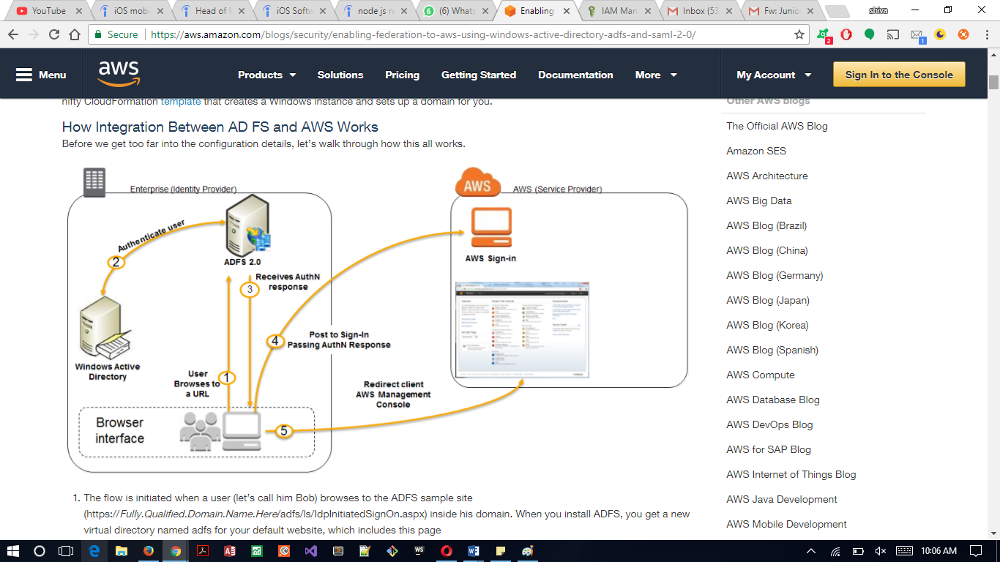 YouTube
iOS mobi
Head of M
iOS Softw
node js re
(6) Whats
Enabling
IAM Man
Inbox (53
Fw: Junio
shiva
Secure
https://aws.amazon.com/blogs/security/enabling-federation-to-aws-using-windows-active-directory-adfs-and-saml-2-0/
2
1
Menu
aws
Products
Solutions
Pricing
Getting Started
Documentation
More
My Account
Sign In to the Console
nifty CloudFormation template that creates a Windows instance and sets up a domain for you.
How Integration Between AD FS and AWS Works
Before we get too far into the configuration details, let's walk through how this all works.
Enterprise (Identity Provider)
AWS
AWS (Service Provider)
Authenticate user
2
ADFS 2.0
AWS Sign-in
Receives AuthN
response
3
4
Post to Sign-In
Passing AuthN Response
Windows Active
Directory
User
Browses to
a URL
1
Redirect client
AWS Management
Console
Browser
interface
5
1. The flow is initiated when a user (let's call him Bob) browses to the ADFS sample site
(https://Fully.Qualified.Domain.Name.Here/adfs/ls/IdpInitiatedSignOn.aspx) inside his domain. When you install ADFS, you get a new
virtual directory named adfs for your default website, which includes this page
Other AWS blogs
The Official AWS Blog
Amazon SES
AWS Architecture
AWS Big Data
AWS Blog (Brazil)
AWS Blog (China)
AWS Blog (Germany)
AWS Blog (Japan)
AWS Blog (Korea)
AWS Blog (Spanish)
AWS Compute
AWS Database Blog
AWS DevOps Blog
AWS for SAP Blog
AWS Internet of Things Blog
AWS Java Development
AWS Mobile Development
WS
10:06 AM